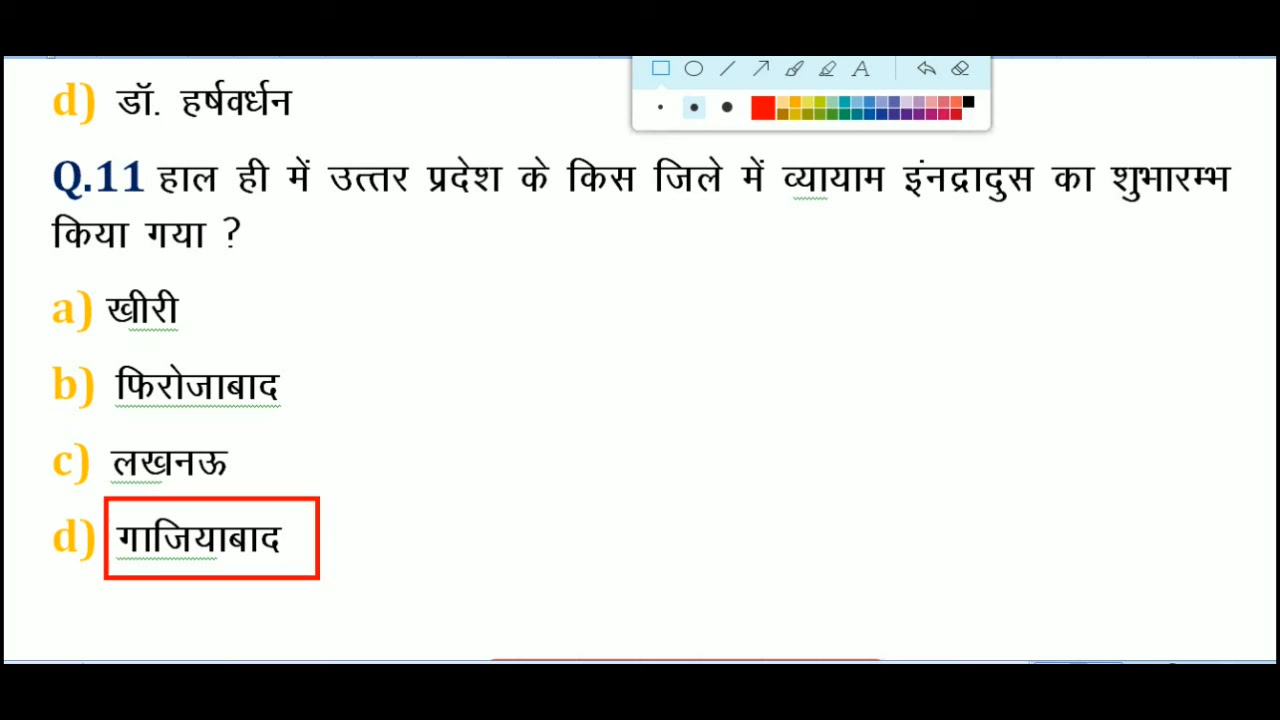 d) डॉ. हर्षवर्धन
Q.11 हाल ही में उत्तर प्रदेश के किस जिले में व्यायाम इंनद्रादुस का शुभारम्भ
किया गया ?
a) खीरी
b) फिरोजाबाद
c) लखनऊ
d) गाजियाबाद